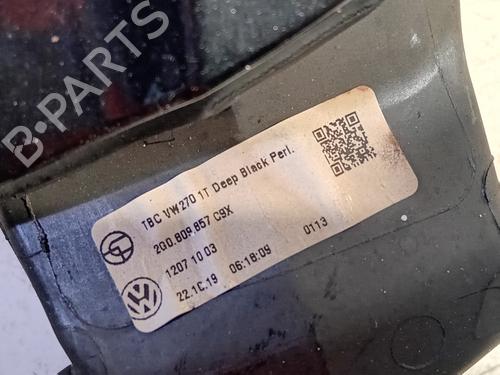 B-PARTS
TBC VW270 1T Deep Black Perl.
2G0.809.857 C9X
1207 10 03
22.10.19 06:18:09 0113